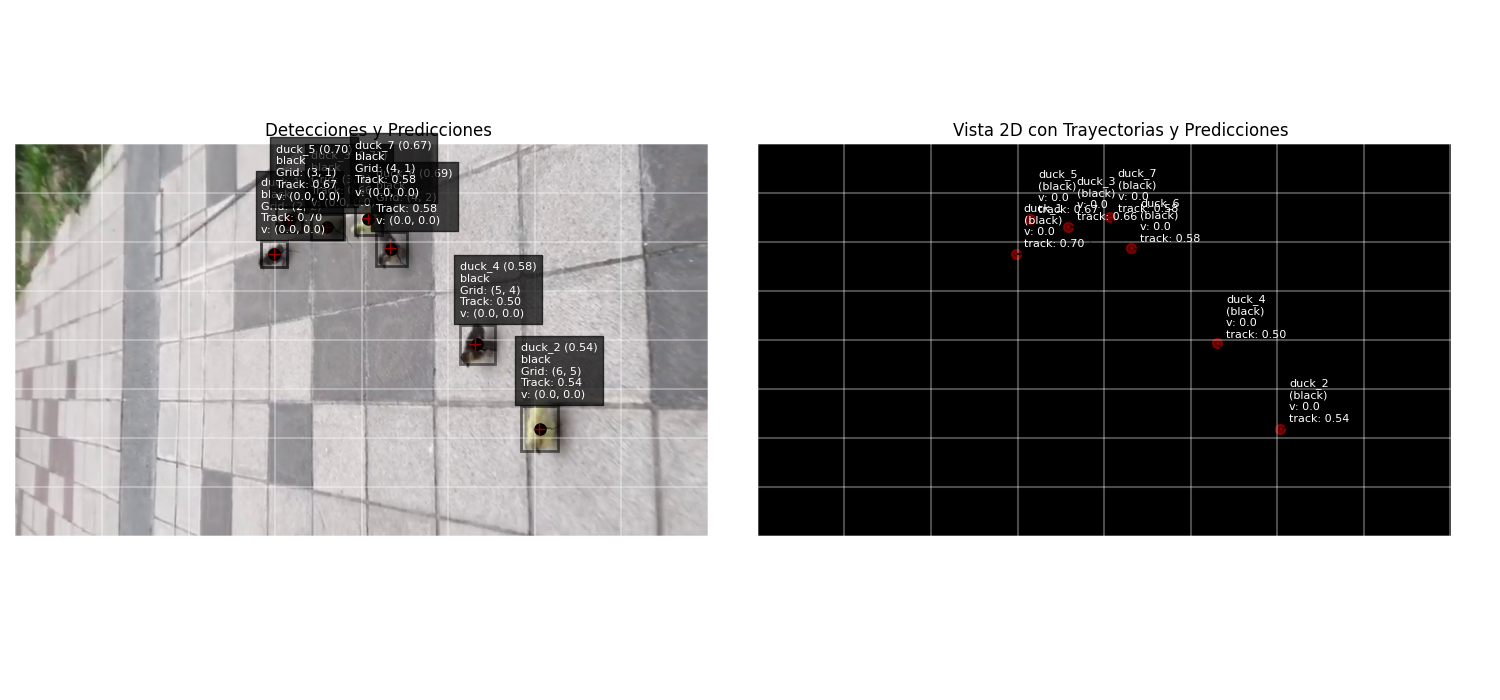 Detecciones y Predicciones
duck_5 (0.70)
black
Grid: (3, 1)
Track: 0.67
v: (0.0, 0.0)
duck_7 (0.67)
black
Grid: (4, 1)
Track: 0.58
v: (0.0, 0.0)
Track: 0.70
v: (0.0, 0.0)
Track: 0.58
v: (0.0, 0.0)
duck_4 (0.58)
black
Grid: (5, 4)
Track: 0.50
v: (0.0, 0.0)
duck_2 (0.54)
black
Grid: (6, 5)
Track: 0.54
v: (0.0, 0.0)
Vista 2D con Trayectorias y Predicciones
duck_5
(black)
v: 0.0
duck_3
(black)
track: 0.66
duck_7
(black)
v: 0.0
(black)
v: 0.0
track: 0.70
(black)
v: 0.0
track: 0.58
duck_4
(black)
v: 0.0
track: 0.50
duck_2
(black)
v: 0.0
track: 0.54